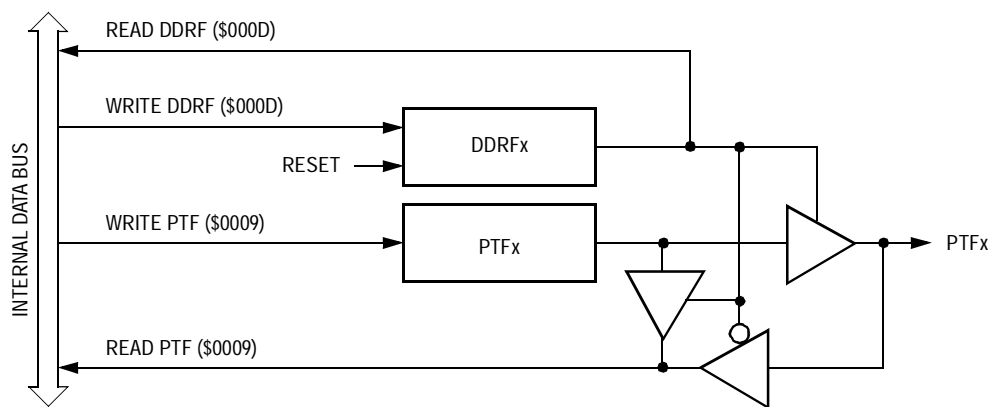 READ DDRF ($000D)
WRITE DDRF ($000D)
DDRFx
RESET
WRITE PTF ($0009)
PTFx
PTFx
READ PTF ($0009)
INTERNAL DATA BUS